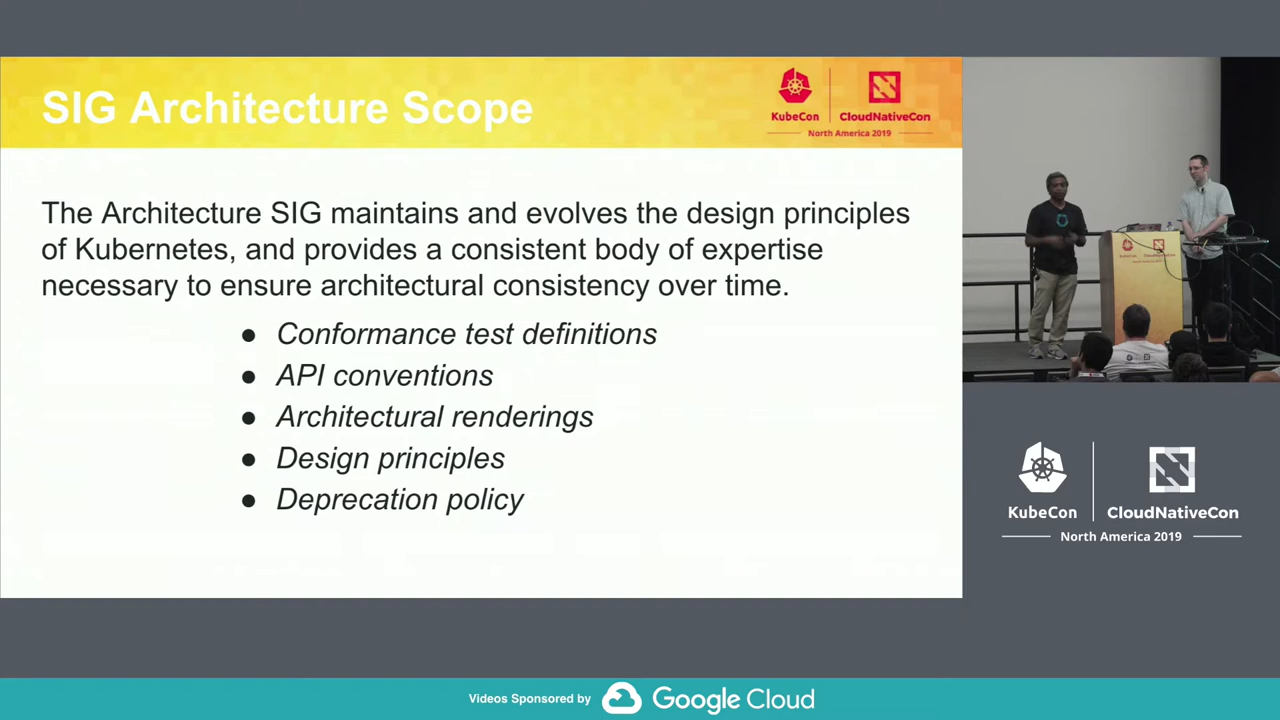 SIG Architecture Scope
KubeCon
CloudNativeCon
North America 2019
The Architecture SIG maintains and evolves the design principles
of Kubernetes, and provides a consistent body of expertise
necessary to ensure architectural consistency over time.
● Conformance test definitions
● API conventions
● Architectural renderings
● Design principles
● Deprecation policy
KubeCon
CloudNativeCon
North America 2019
Videos Sponsored by Google Cloud